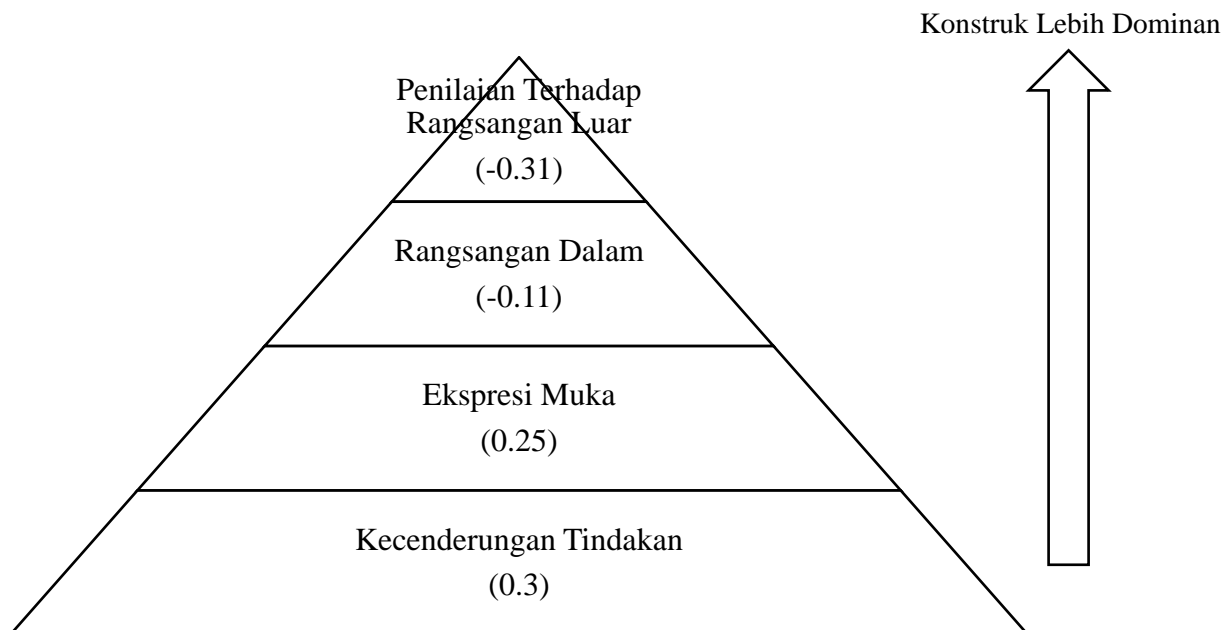 Konstruk Lebih Dominan
Penilaian Terhadap
Rangsangan Luar
(-0.31)
Rangsangan Dalam
(-0.11)
Ekspresi Muka
(0.25)
Kecenderungan Tindakan
(0.3)